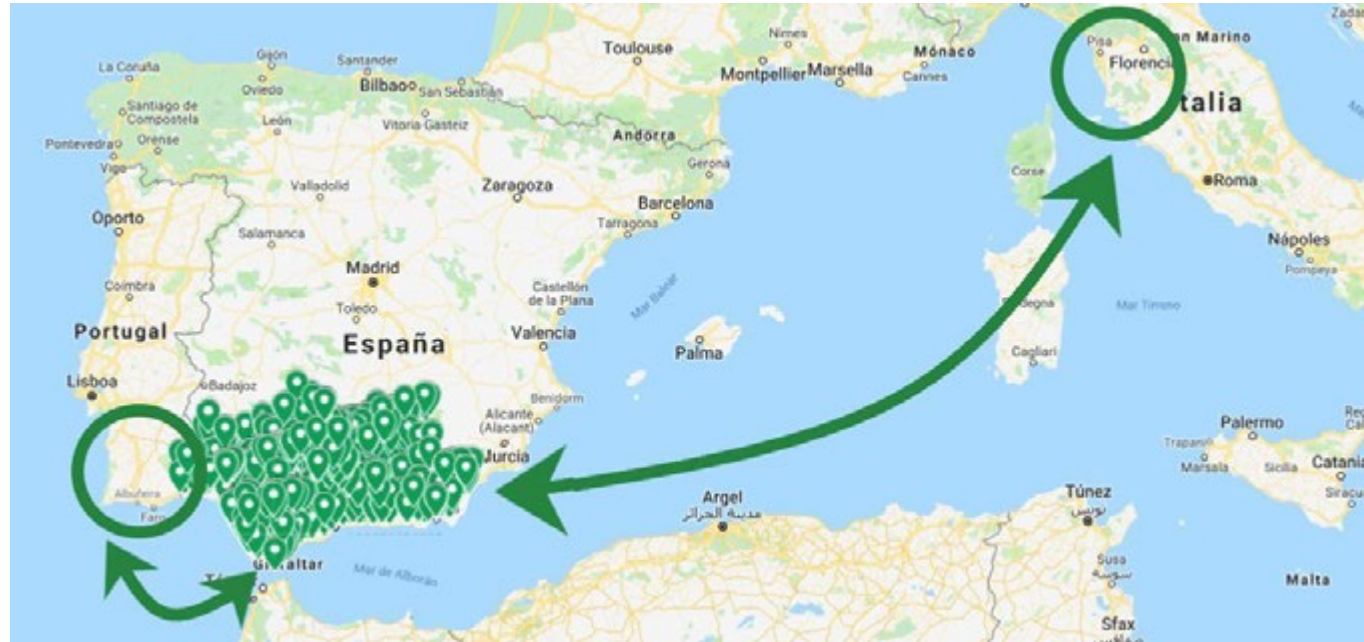 Zadar
La Coruña
Gijón
Oviedo
Santander
Bilbao
San Sebastián
Toulouse
Nimes
Montpellier
Marsella
Mónaco
Cannes
Pisa
Florencia
San Marino
Santiago de
Compostela
Pontevedra
Orense
Vigo
León
Vitoria-Gasteiz
Andorra
Gerona
Corse
Italia
Roma
Valladolid
Zaragoza
Barcelona
Tarragona
Oporto
Salamanca
Madrid
Nápoles
Pompeya
Coimbra
Toledo
Castellón
de la Plana
Mar Balear
Mar Tirreno
Portugal
España
Valencia
Palma
Cagliari
Lisboa
Badajoz
Benidorm
Alicante
(Alacant)
Murcia
Palermo
Trapani
Marsala
Sicilia
Catania
Albufeira
Faro
Argel
مدينة الجزائر
Túnez
تونس
Gibraltar
Mar de Alborán
Susa
سوسة
Malta
Sfax
صفاقس